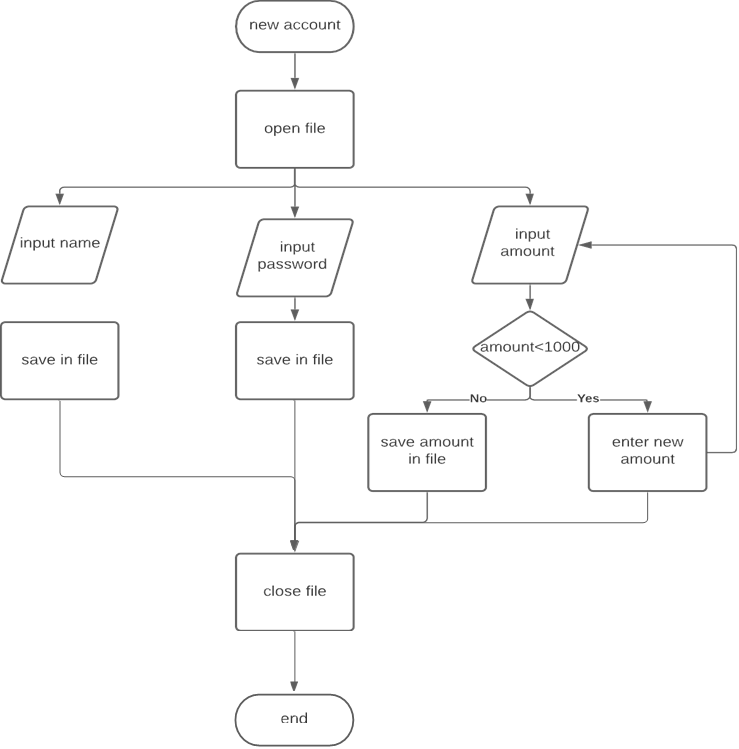 new account
open file
input name
input
password
input
amount
save in file
save in file
amount<1000
No
Yes
save amount
in file
enter new
amount
close file
end